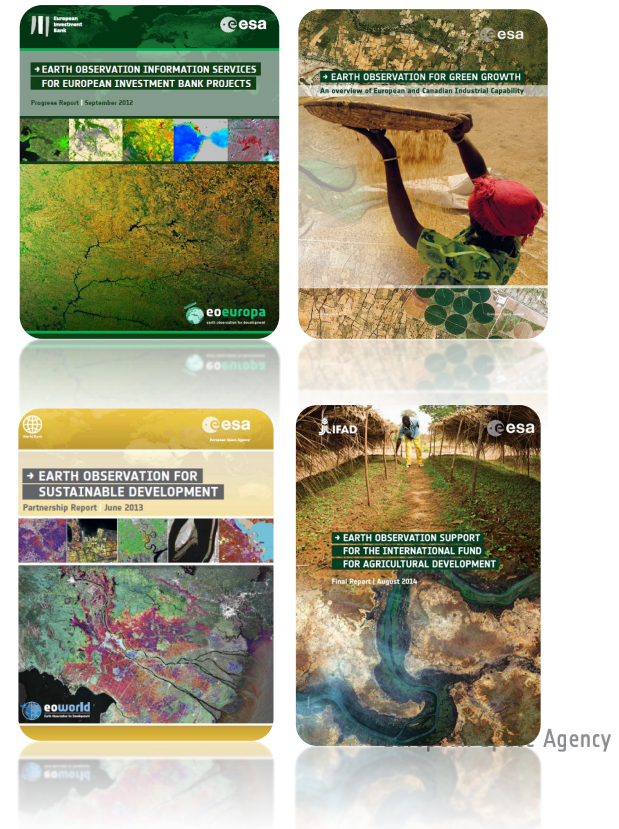 European
Investment
Bank
esa
→ EARTH OBSERVATION INFORMATION SERVICES
FOR EUROPEAN INVESTMENT BANK PROJECTS
Progress Report | September 2012
eoeuropa
earth observation for development
esa
→ EARTH OBSERVATION FOR GREEN GROWTH
An overview of European and Canadian Industrial Capability
World Bank
esa
European Space Agency
→ EARTH OBSERVATION FOR
SUSTAINABLE DEVELOPMENT
Partnership Report | June 2013
eoworld
Earth Observation for Development
JLIFAD
esa
→ EARTH OBSERVATION SUPPORT
FOR THE INTERNATIONAL FUND
FOR AGRICULTURAL DEVELOPMENT
Final Report | August 2014
Agency